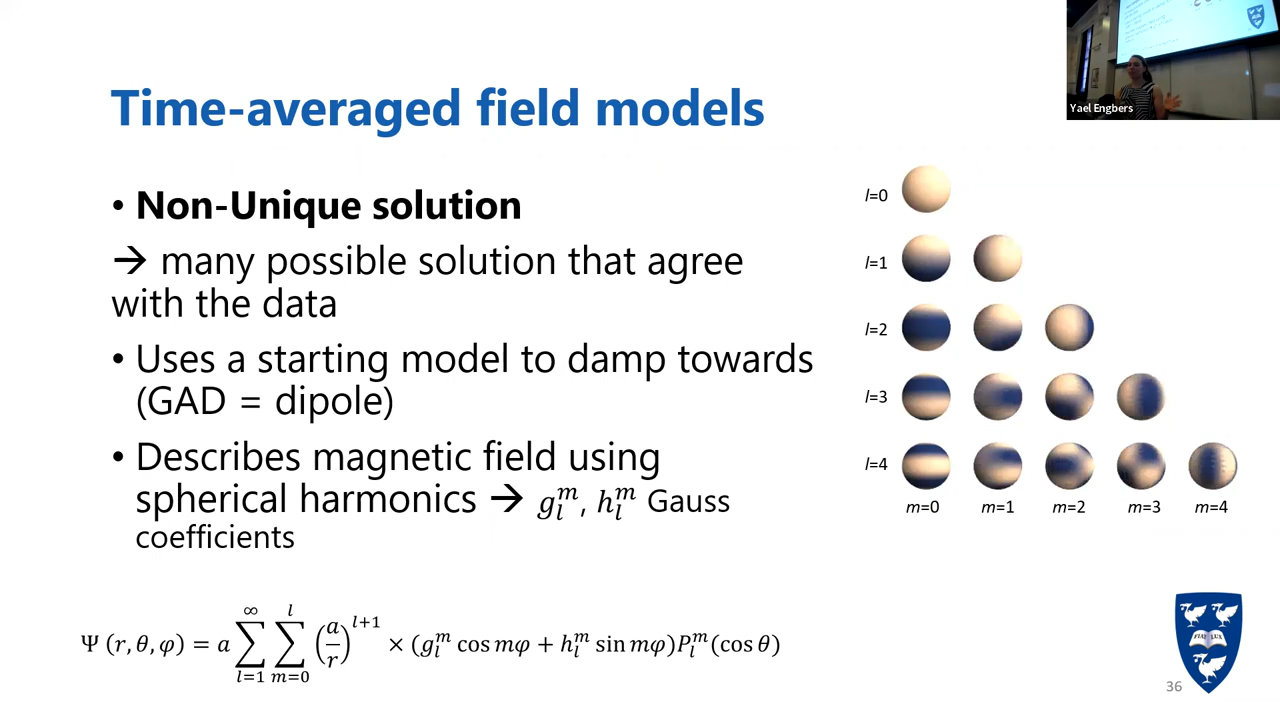 Yael Engbers
Time-averaged field models
• Non-Unique solution
→ many possible solution that agree
with the data
• Uses a starting model to damp towards
(GAD = dipole)
• Describes magnetic field using
spherical harmonics → g_l^m, h_l^m Gauss
coefficients
Ψ (r, θ, φ) = a ∑_{l=1}^{∞} ∑_{m=0}^{l} (a/r)^{l+1} × (g_l^m cos mφ + h_l^m sin mφ)P_l^m(cos θ)
l=0
l=1
l=2
l=3
l=4
m=0 m=1 m=2 m=3 m=4
FIAT LUX
36